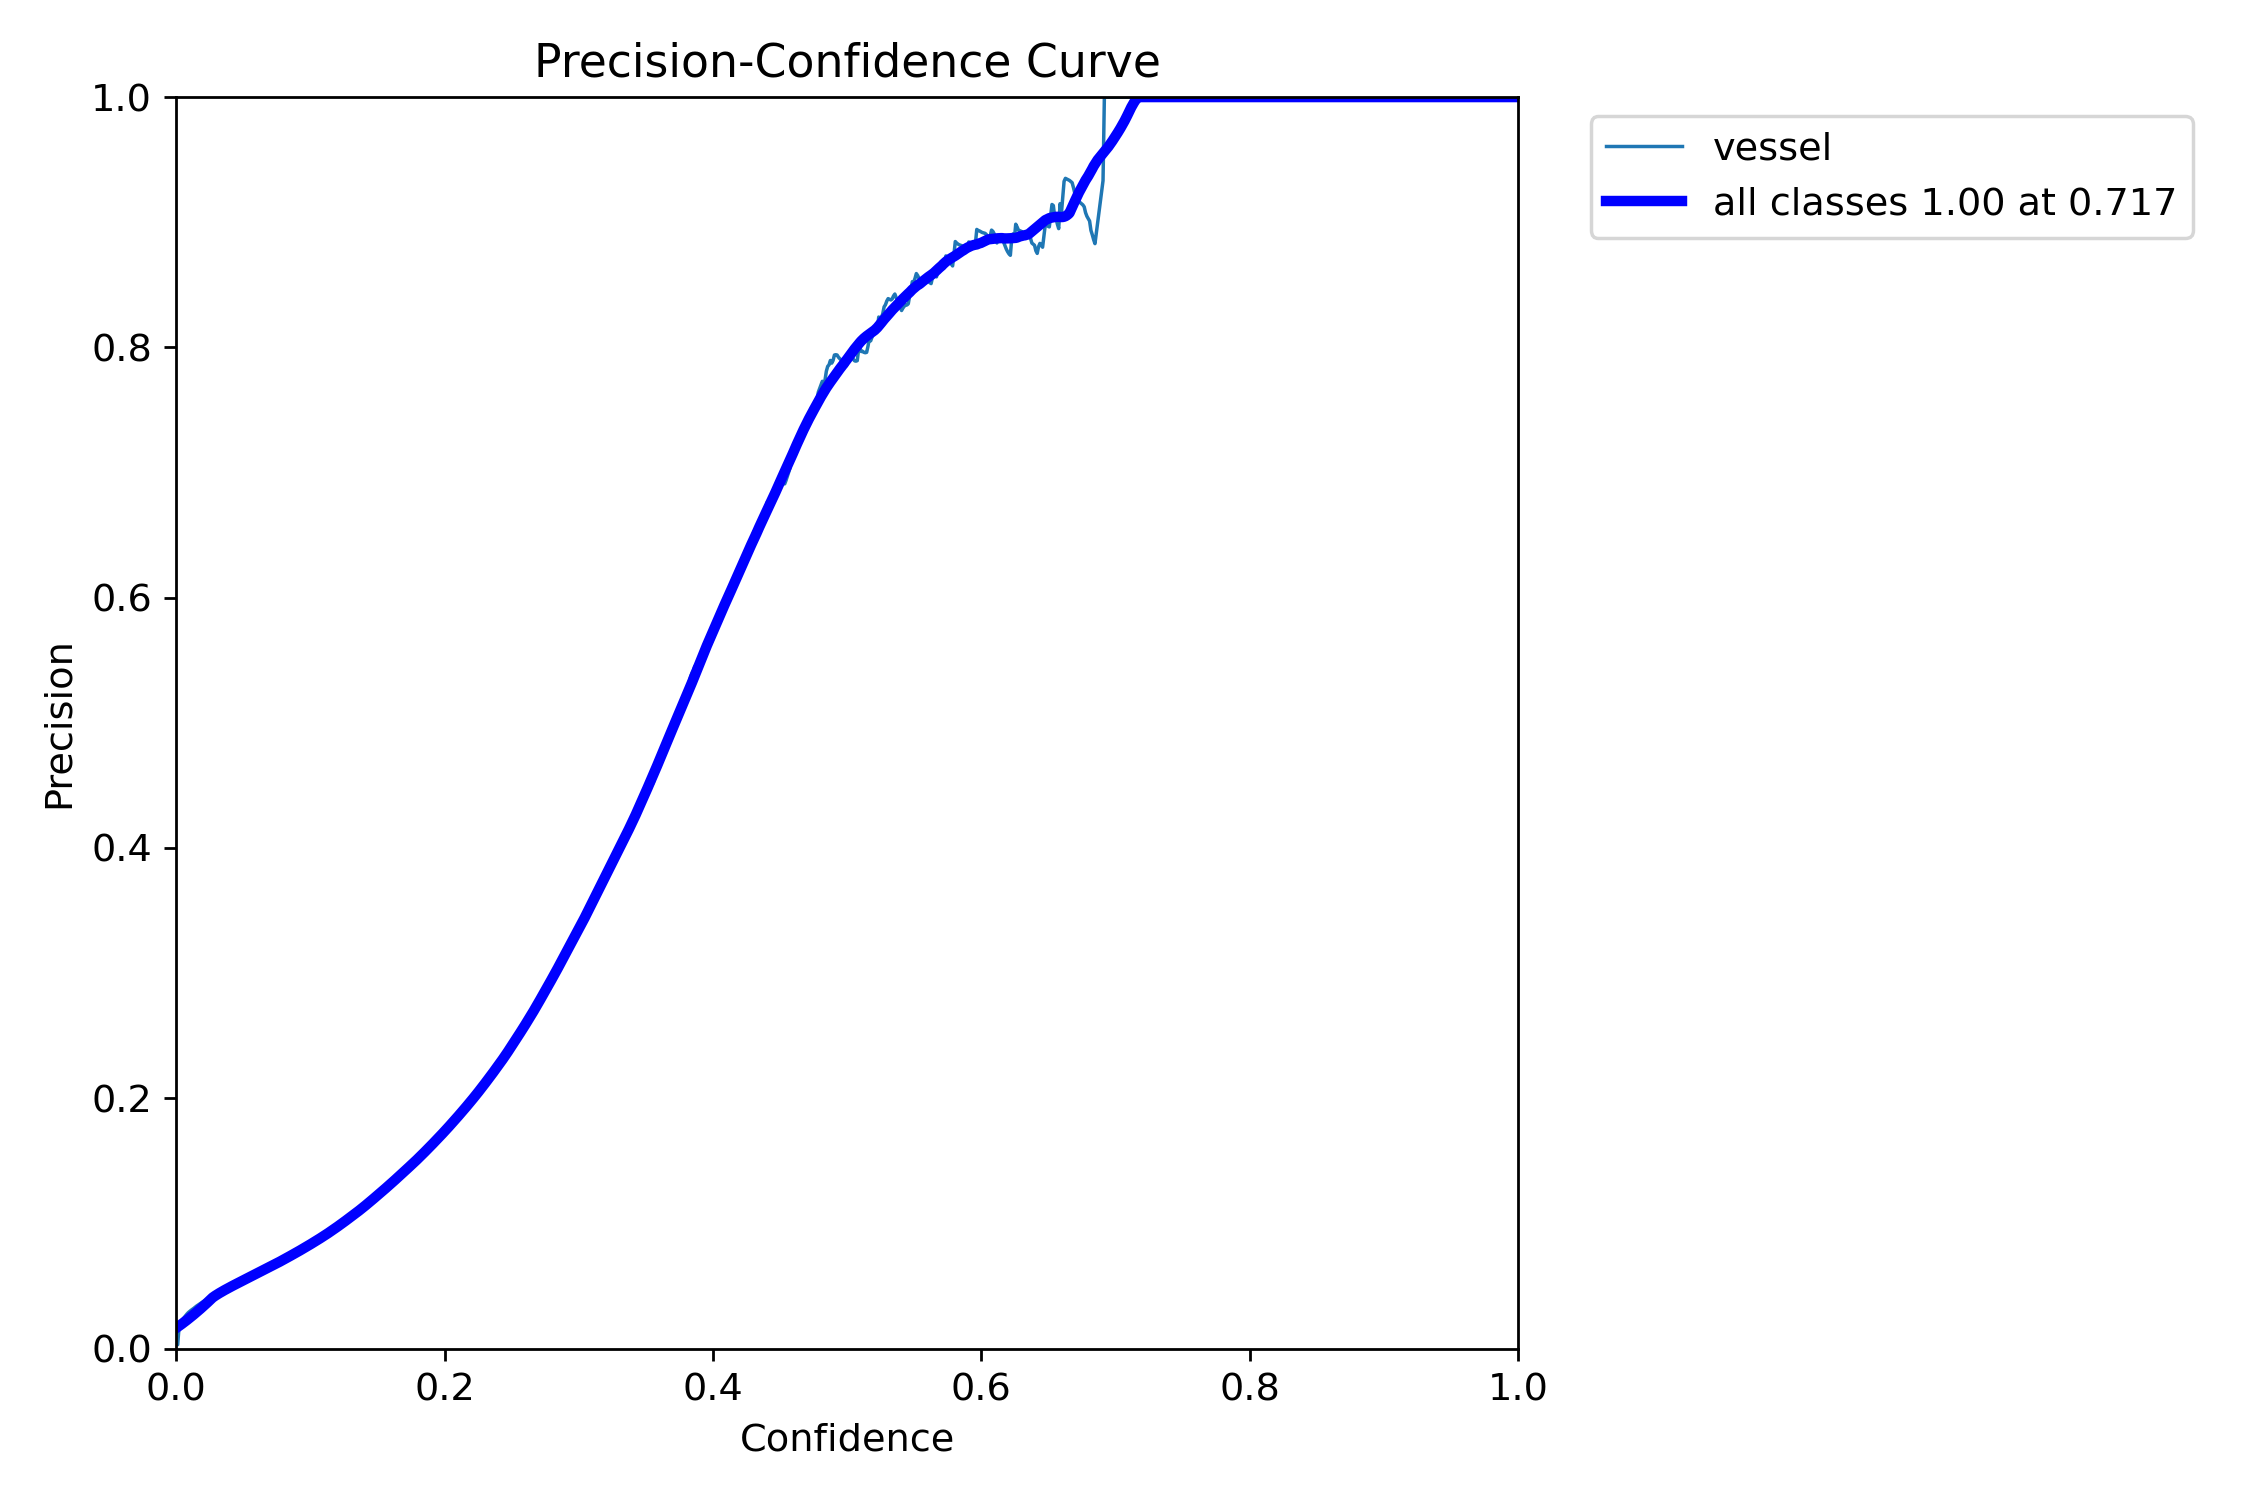 Precision-Confidence Curve
1.0
0.8
0.6
0.4
0.2
0.0
Precision
0.0 0.2 0.4 0.6 0.8 1.0
Confidence
vessel
all classes 1.00 at 0.717